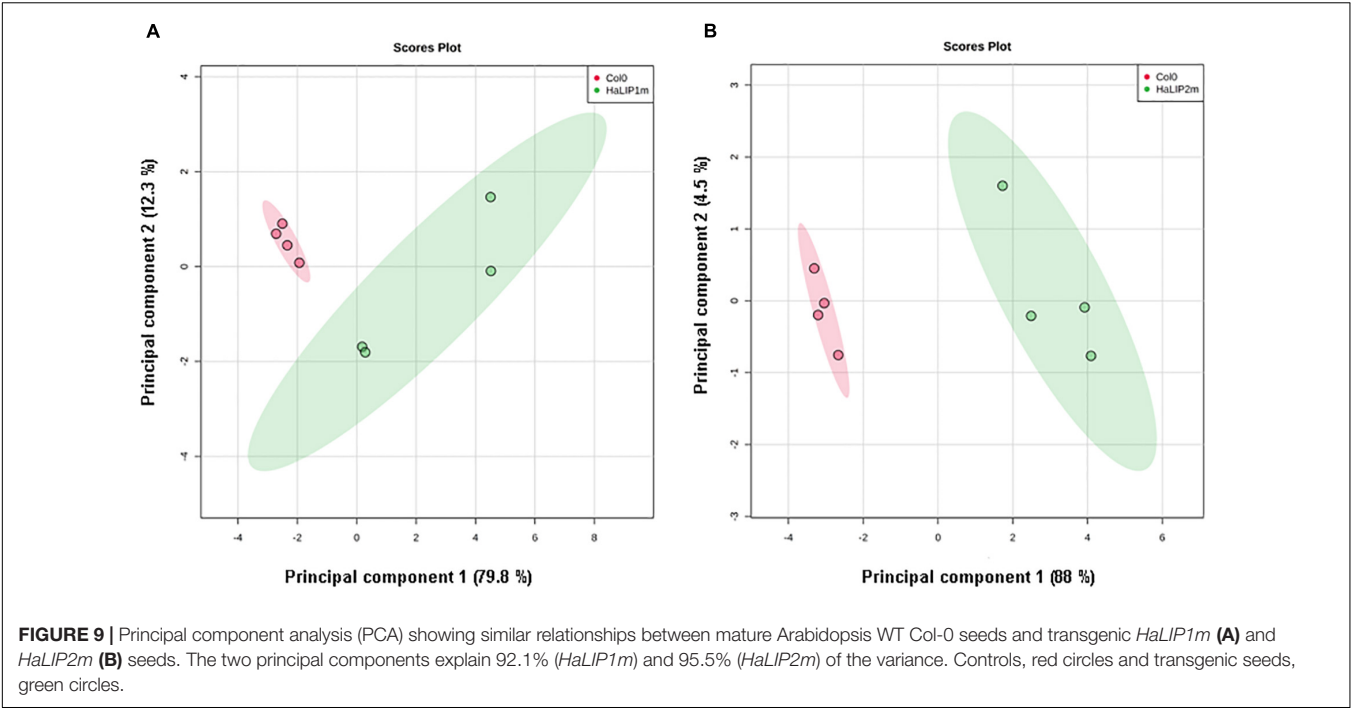 A
Scores Plot
Col0
HaLIP1m
4
2
0
-2
-4
-4
-2
0
2
4
6
8
Principal component 2 (12.3 %)
Principal component 1 (79.8 %)
B
Scores Plot
Col0
HaLIP2m
3
2
1
0
-1
-2
-3
-4
-2
0
2
4
6
Principal component 2 (4.5 %)
Principal component 1 (88 %)
FIGURE 9 | Principal component analysis (PCA) showing similar relationships between mature Arabidopsis WT Col-0 seeds and transgenic HaLIP1m (A) and
HaLIP2m (B) seeds. The two principal components explain 92.1% (HaLIP1m) and 95.5% (HaLIP2m) of the variance. Controls, red circles and transgenic seeds,
green circles.